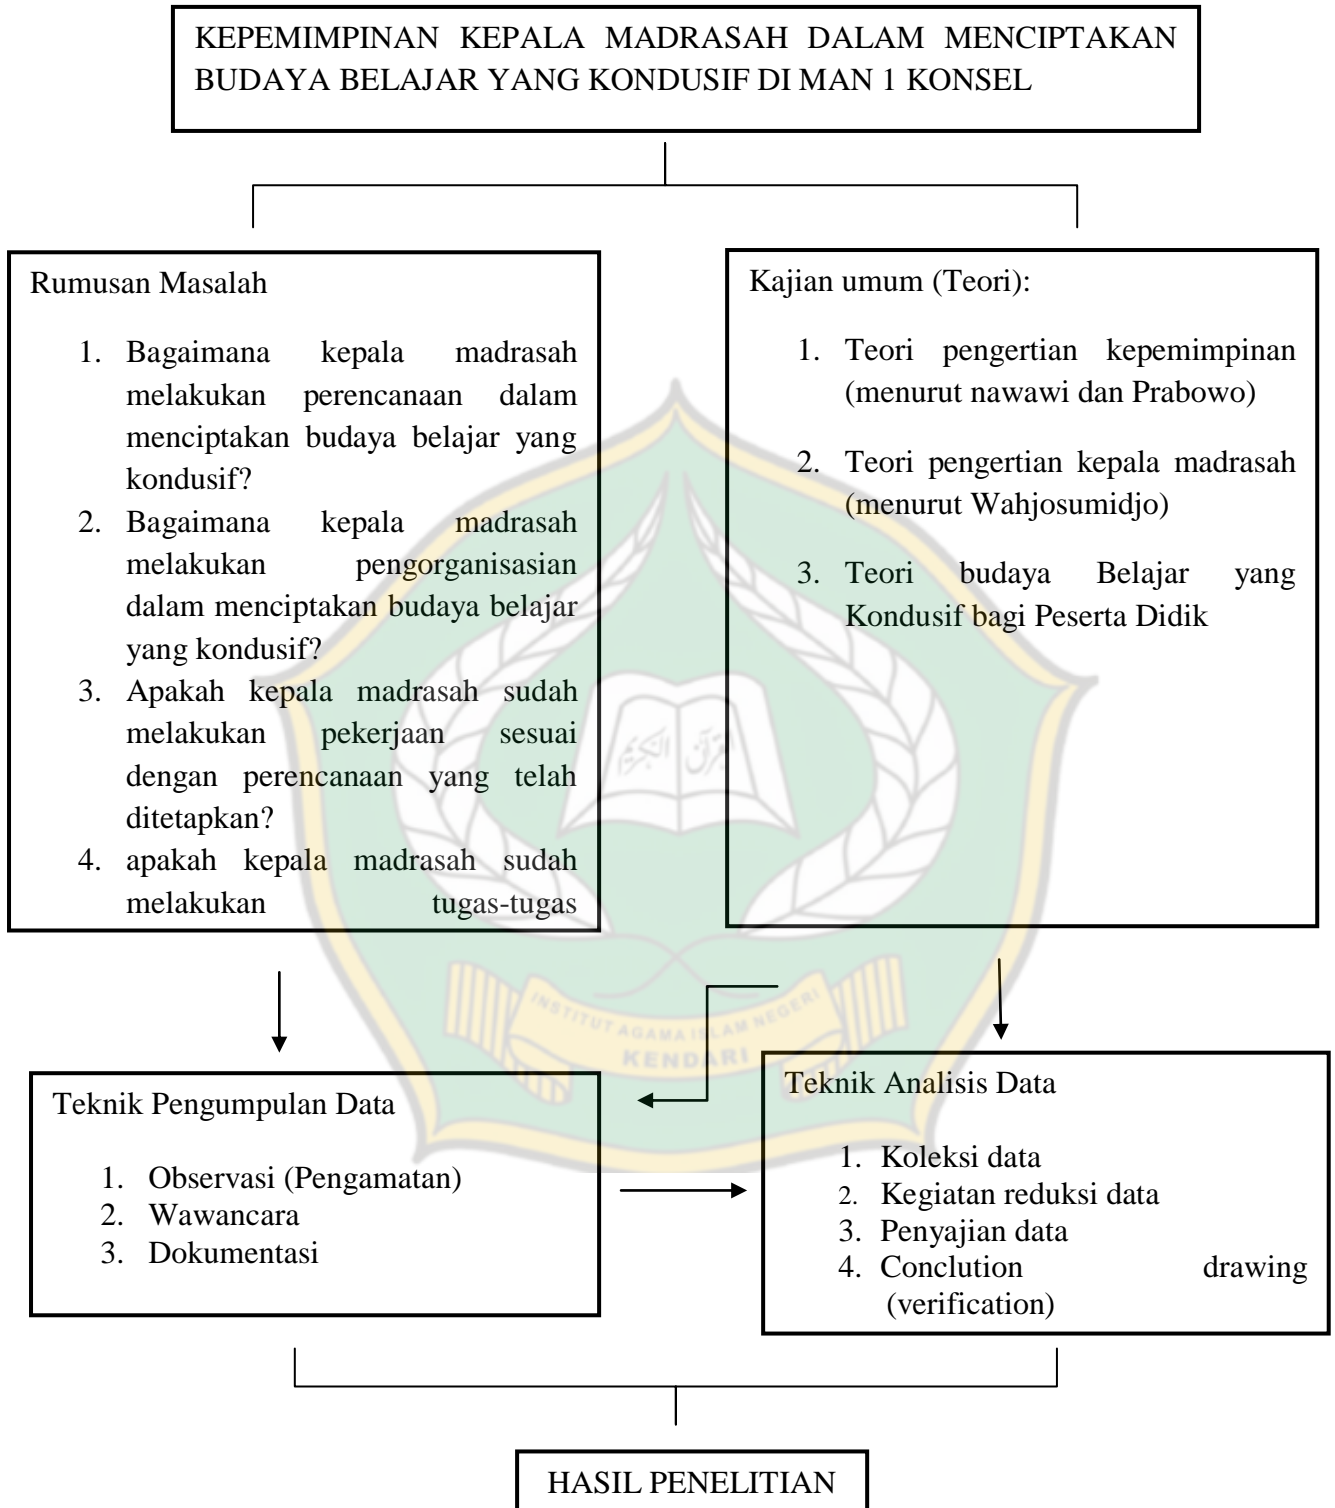 KEPEMIMPINAN KEPALA MADRASAH DALAM MENCIPTAKAN
BUDAYA BELAJAR YANG KONDUSIF DI MAN 1 KONSEL
Rumusan Masalah
1. Bagaimana kepala madrasah
melakukan perencanaan dalam
menciptakan budaya belajar yang
kondusif?
2. Bagaimana kepala madrasah
melakukan pengorganisasian
dalam menciptakan budaya belajar
yang kondusif?
3. Apakah kepala madrasah sudah
melakukan pekerjaan sesuai
dengan perencanaan yang telah
ditetapkan?
4. apakah kepala madrasah sudah
melakukan tugas-tugas
Kajian umum (Teori):
1. Teori pengertian kepemimpinan
(menurut nawawi dan Prabowo)
2. Teori pengertian kepala madrasah
(menurut Wahjosumidjo)
3. Teori budaya Belajar yang
Kondusif bagi Peserta Didik
القرآن الكريم
INSTITUT AGAMA ISLAM NEGERI
KENDARI
Teknik Pengumpulan Data
1. Observasi (Pengamatan)
2. Wawancara
3. Dokumentasi
Teknik Analisis Data
1. Koleksi data
2. Kegiatan reduksi data
3. Penyajian data
4. Conclution drawing
(verification)
HASIL PENELITIAN